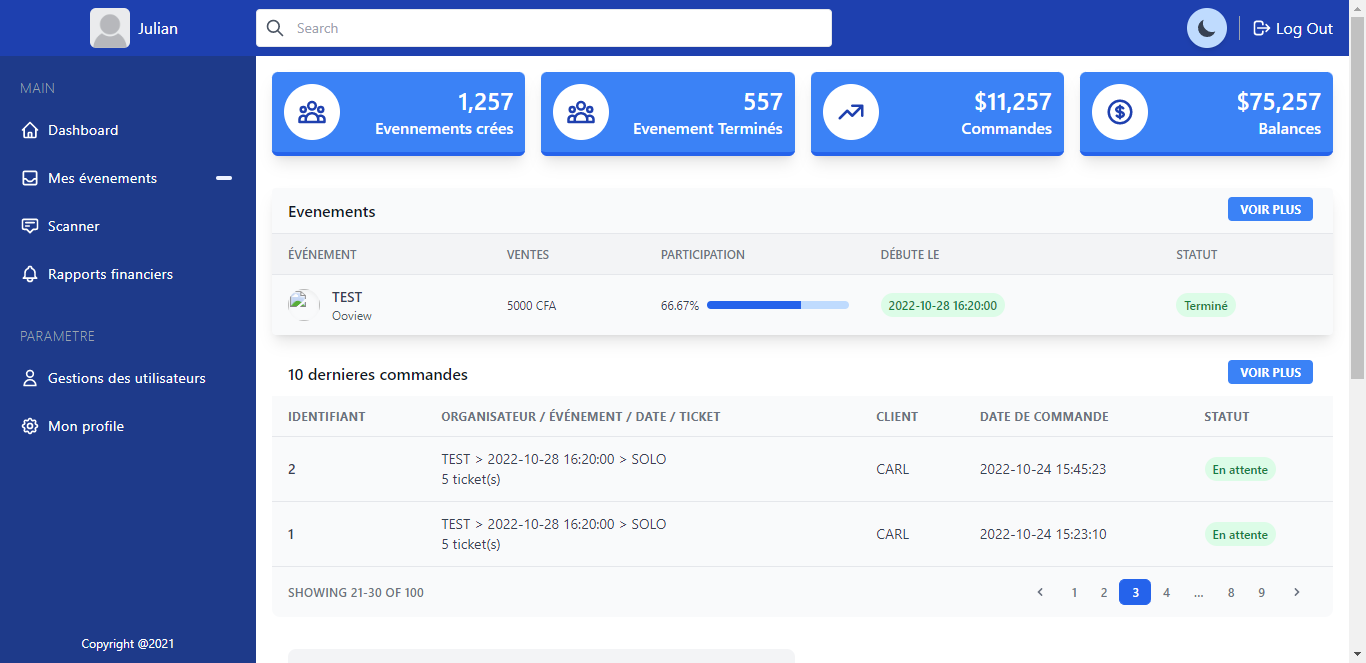 Julian
Search
Log Out
MAIN
Dashboard
Mes évenements
Scanner
Rapports financiers
PARAMETRE
Gestions des utilisateurs
Mon profile
Copyright @2021
1,257
Evennements crées
557
Evenement Terminés
$11,257
Commandes
$75,257
Balances
Evenements
VOIR PLUS
ÉVÉNEMENT VENTES PARTICIPATION DÉBUTE LE STATUT
TEST
Ooview
5000 CFA 66.67% 2022-10-28 16:20:00 Terminé
10 dernieres commandes
VOIR PLUS
IDENTIFIANT ORGANISATEUR / ÉVÉNEMENT / DATE / TICKET CLIENT DATE DE COMMANDE STATUT
2 TEST > 2022-10-28 16:20:00 > SOLO CARL 2022-10-24 15:45:23 En attente
5 ticket(s)
1 TEST > 2022-10-28 16:20:00 > SOLO CARL 2022-10-24 15:23:10 En attente
5 ticket(s)
SHOWING 21-30 OF 100
1 2 3 4 ... 8 9